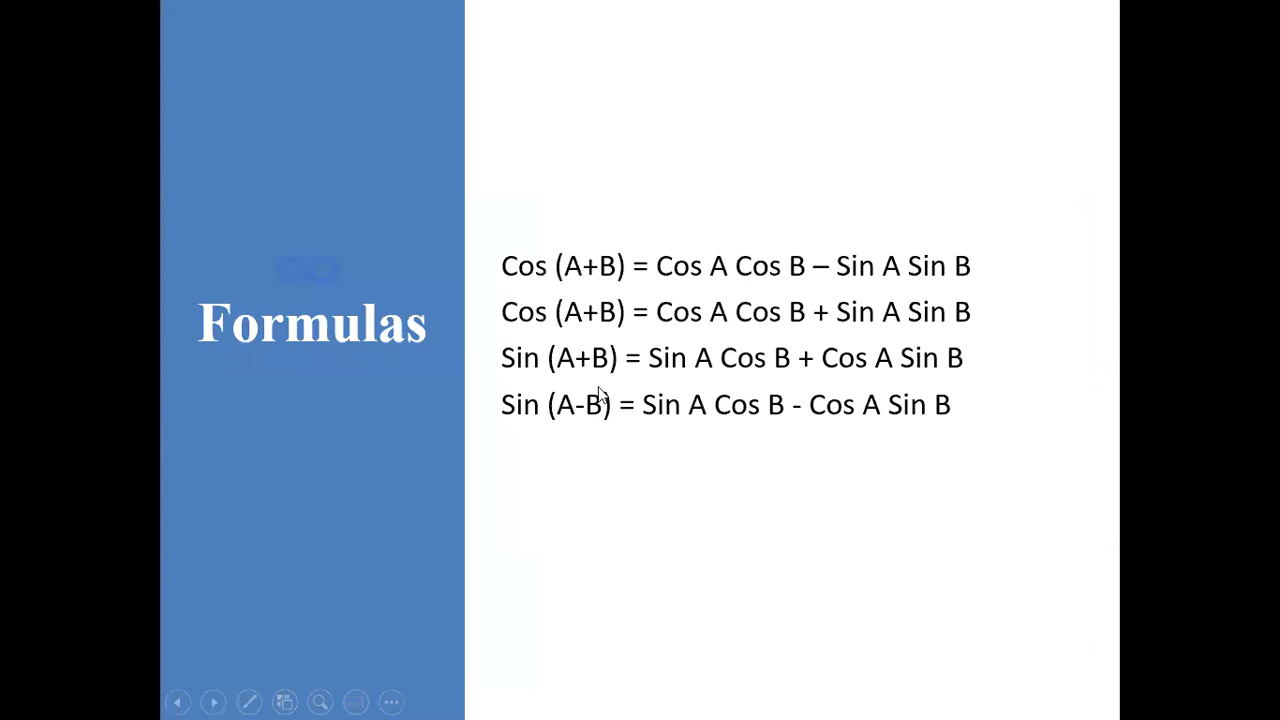 Formulas
Cos (A+B) = Cos A Cos B – Sin A Sin B
Cos (A+B) = Cos A Cos B + Sin A Sin B
Sin (A+B) = Sin A Cos B + Cos A Sin B
Sin (A-B) = Sin A Cos B - Cos A Sin B